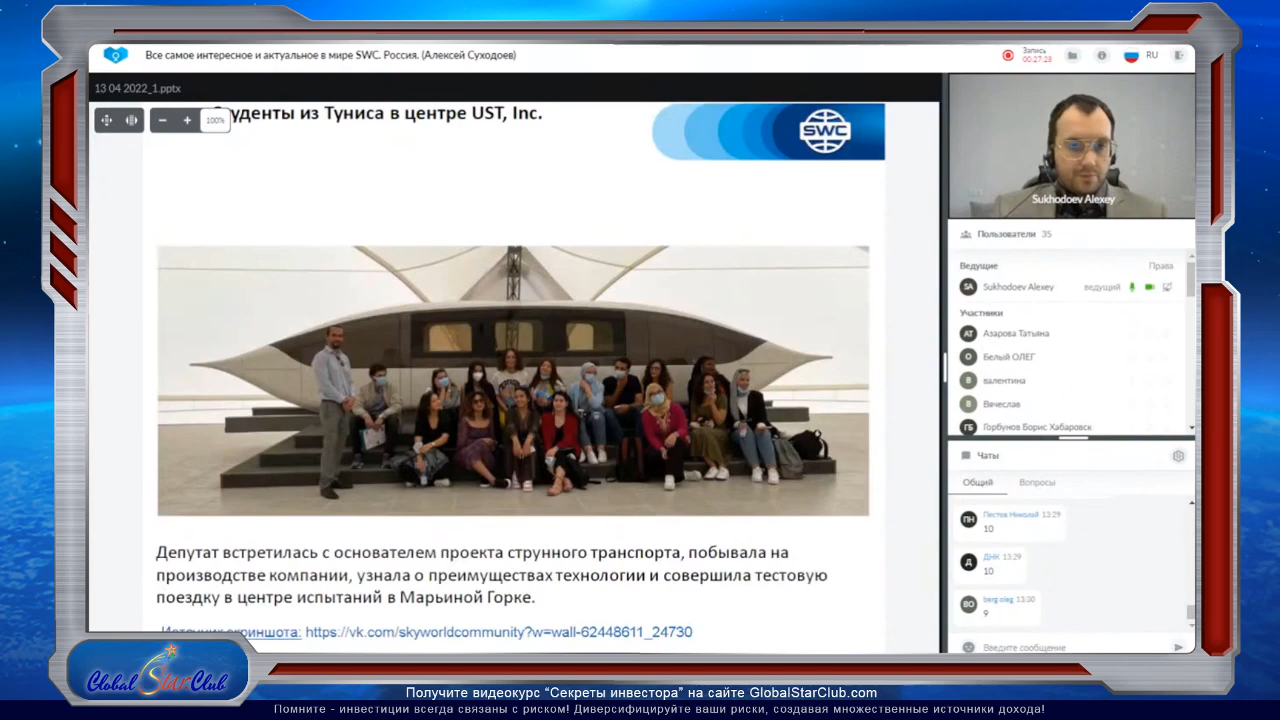 Все самое интересное и актуальное в мире SWC. Россия. (Алексей Суходоев)
Запись
00:27:23
RU
13 04 2022_1.pptx
100%
уденты из Туниса в центре UST, Inc.
SWC
Депутат встретилась с основателем проекта струнного транспорта, побывала на
производстве компании, узнала о преимуществах технологии и совершила тестовую
поездку в центре испытаний в Марьиной Горке.
Источник скриншота: https://vk.com/skyworldcommunity?w=wall-62448611_24730
Sukhodoev Alexey
Пользователи 35
Ведущие Права
SA Sukhodoev Alexey ведущий
Участники
АТ Азарова Татьяна
О Белый ОЛЕГ
В валентина
В Вячеслав
ГБ Горбунов Борис Хабаровск
Чаты
Общий Вопросы
ПН Пестов Николай 13:29
10
Д ДНК 13:29
10
BO berg oleg 13:30
9
Введите сообщение
Global Star Club
Получите видеокурс “Секреты инвестора” на сайте GlobalStarClub.com
Помните - инвестиции всегда связаны с риском! Диверсифицируйте ваши риски, создавая множественные источники дохода!